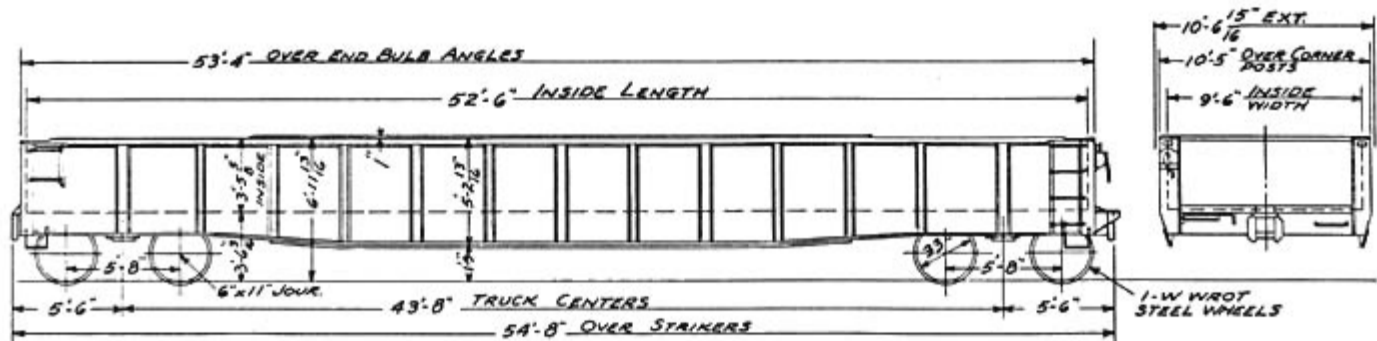 53'-4" OVER END BULB ANGLES
52'-6" INSIDE LENGTH
10'-6 15/16" EXT.
10'-5" OVER CORNER
POSTS
9'-6" INSIDE
WIDTH
3'-5 5/8"
INSIDE
6'-11 13/16"
1"
5'-2 13/16"
33
5'-8"
5'-8"
6"x11" JOUR.
1-W WROT
STEEL WHEELS
5'-6"
43'-8" TRUCK CENTERS
5'-6"
54'-8" OVER STRIKERS